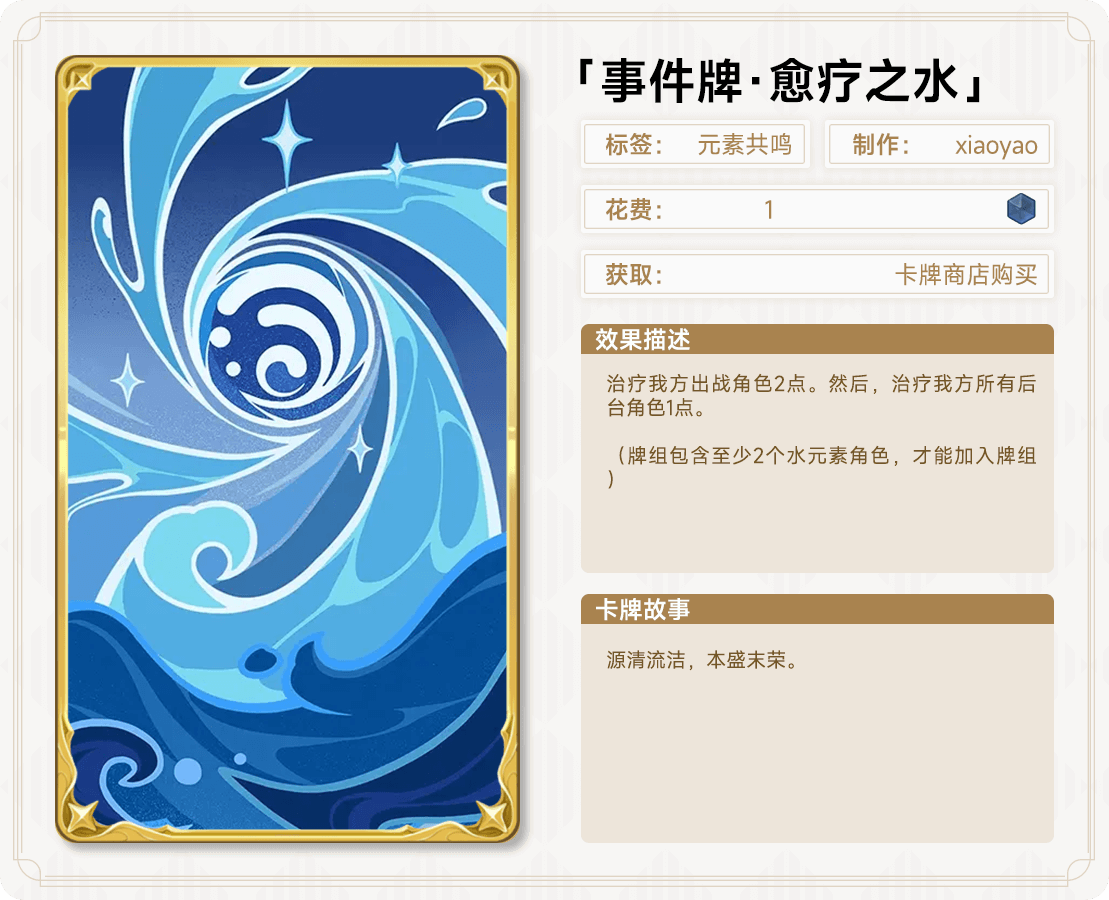 「事件牌·愈疗之水」
标签： 元素共鸣
制作： xiaoyao
花费： 1
获取： 卡牌商店购买
效果描述
治疗我方出战角色2点。然后，治疗我方所有后
台角色1点。
（牌组包含至少2个水元素角色，才能加入牌组
）
卡牌故事
源清流洁，本盛末荣。